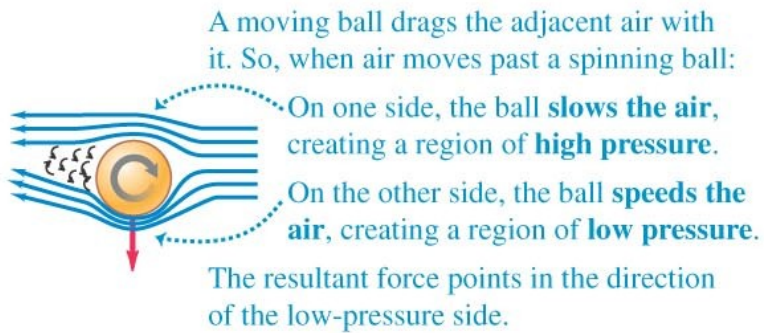 A moving ball drags the adjacent air with
it. So, when air moves past a spinning ball:
On one side, the ball slows the air,
creating a region of high pressure.
On the other side, the ball speeds the
air, creating a region of low pressure.
The resultant force points in the direction
of the low-pressure side.